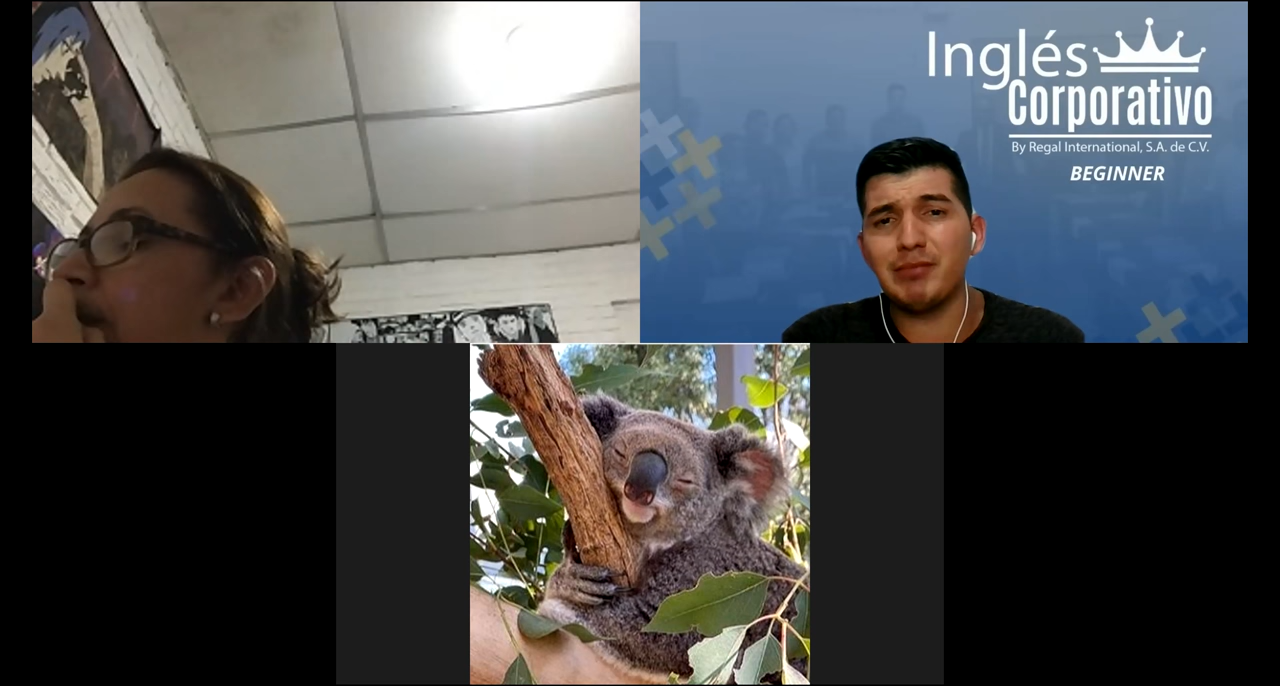 Inglés
Corporativo
By Regal International, S.A. de C.V.
BEGINNER